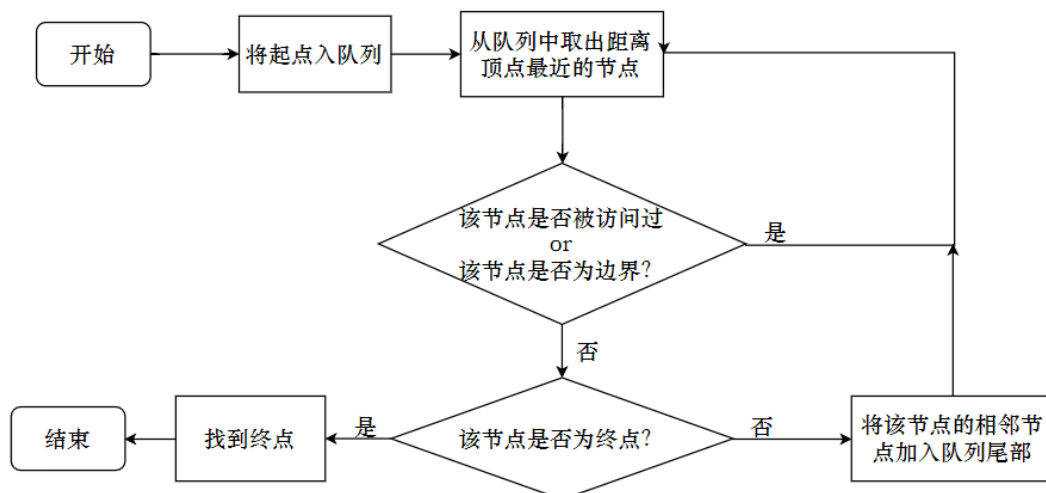 开始
将起点入队列
从队列中取出距离
顶点最近的节点
该节点是否被访问过
or
该节点是否为边界?
是
否
结束
找到终点
是
该节点是否为终点?
否
将该节点的相邻节
点加入队列尾部